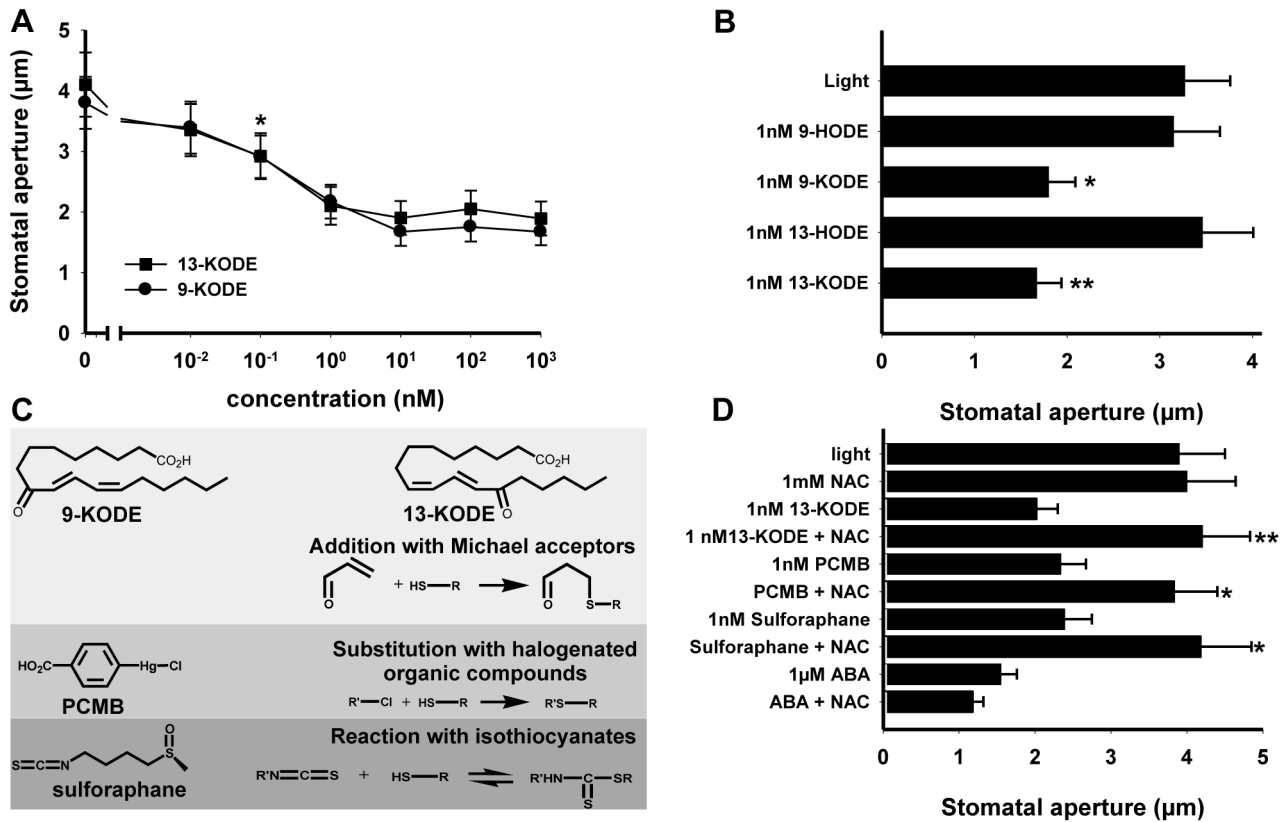 A
Stomatal aperture (µm)
5
4
3
2
1
0
*
13-KODE
9-KODE
0
10-2
10-1
100
101
102
103
concentration (nM)
B
Light
1nM 9-HODE
1nM 9-KODE
*
1nM 13-HODE
1nM 13-KODE
**
0
1
2
3
4
Stomatal aperture (µm)
C
CO2H
O
9-KODE
CO2H
O
13-KODE
Addition with Michael acceptors
O
+ HS R
O
S R
HO2C Hg Cl
PCMB
Substitution with halogenated
organic compounds
R' Cl + HS R
R'S R
S C N
O
S
sulforaphane
Reaction with isothiocyanates
R'N C S + HS R
R'HN C SR
S
D
light
1mM NAC
1nM 13-KODE
1 nM13-KODE + NAC
**
1nM PCMB
PCMB + NAC
*
1nM Sulforaphane
Sulforaphane + NAC
*
1µM ABA
ABA + NAC
0
1
2
3
4
5
Stomatal aperture (µm)